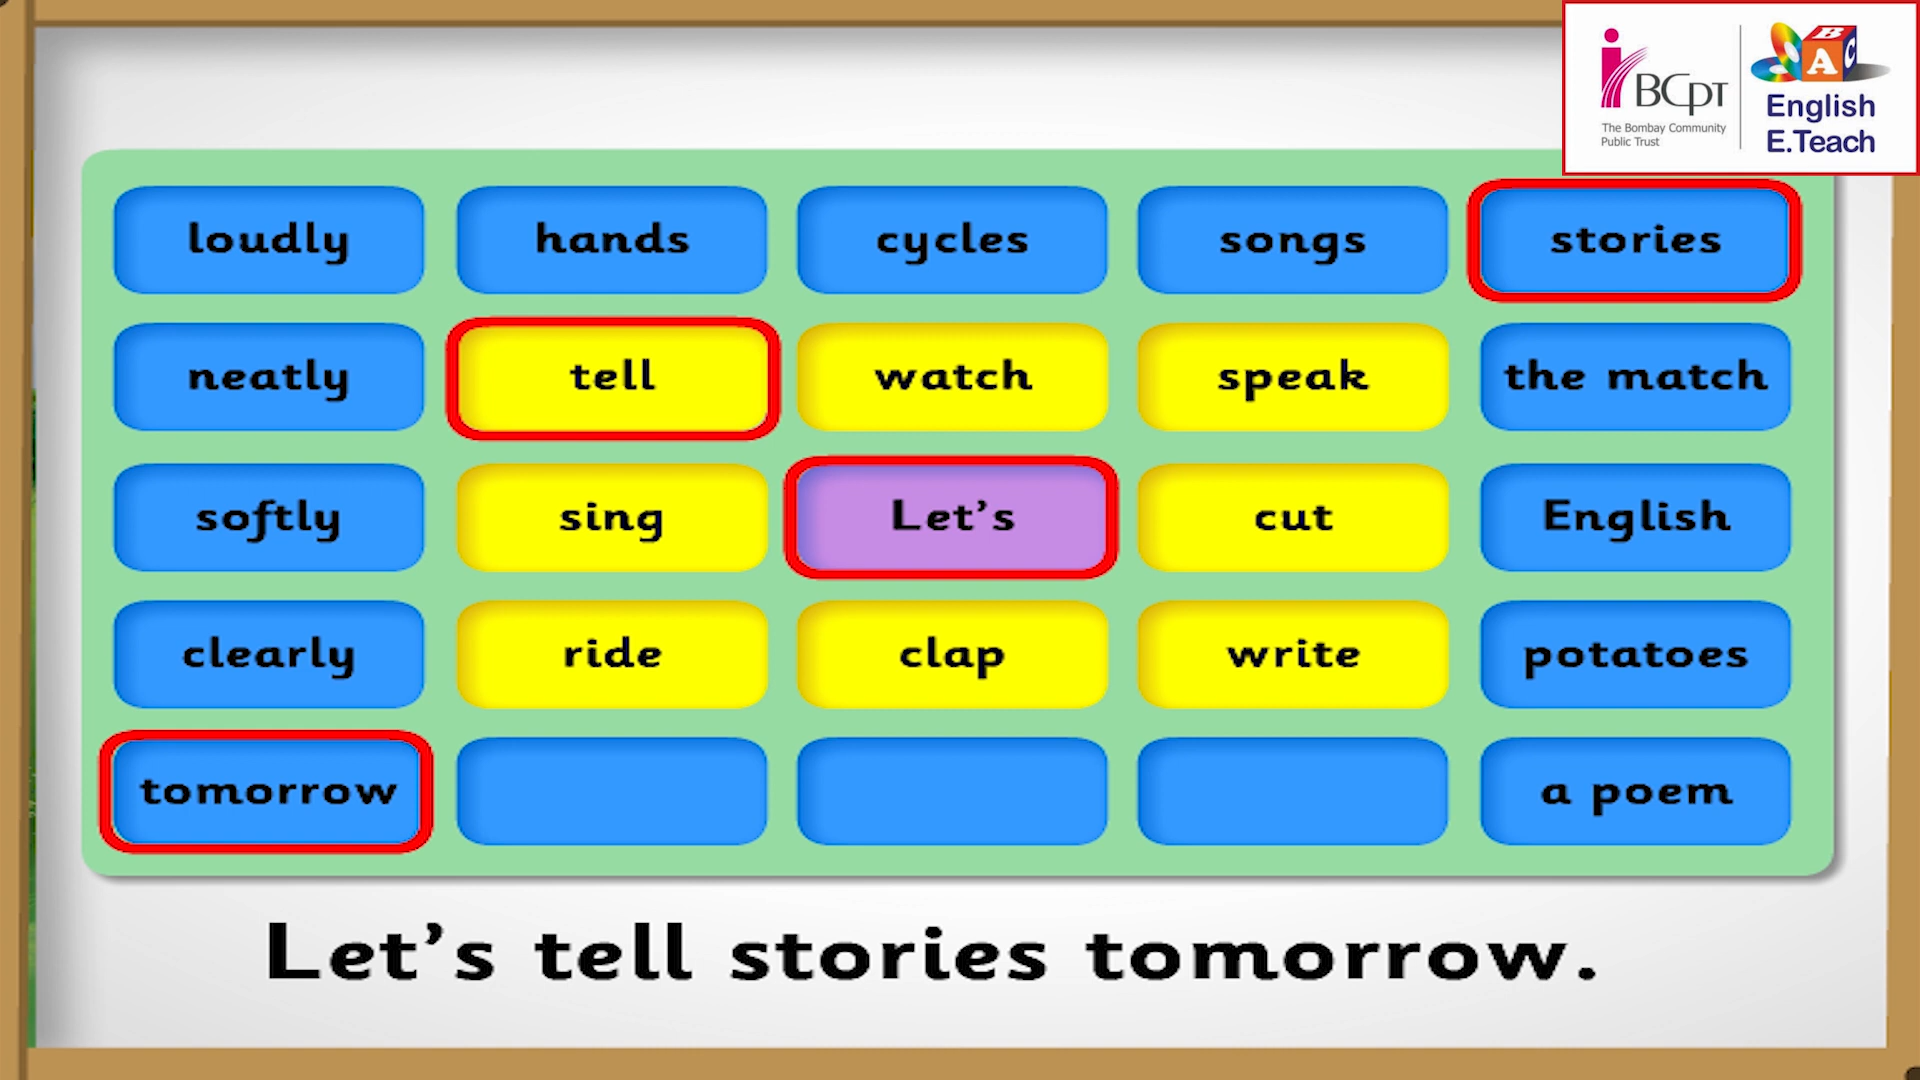 BCPT
The Bombay Community
Public Trust
B
A C
English
E.Teach
loudly hands cycles songs stories
neatly tell watch speak the match
softly sing Let's cut English
clearly ride clap write potatoes
tomorrow a poem
Let's tell stories tomorrow.